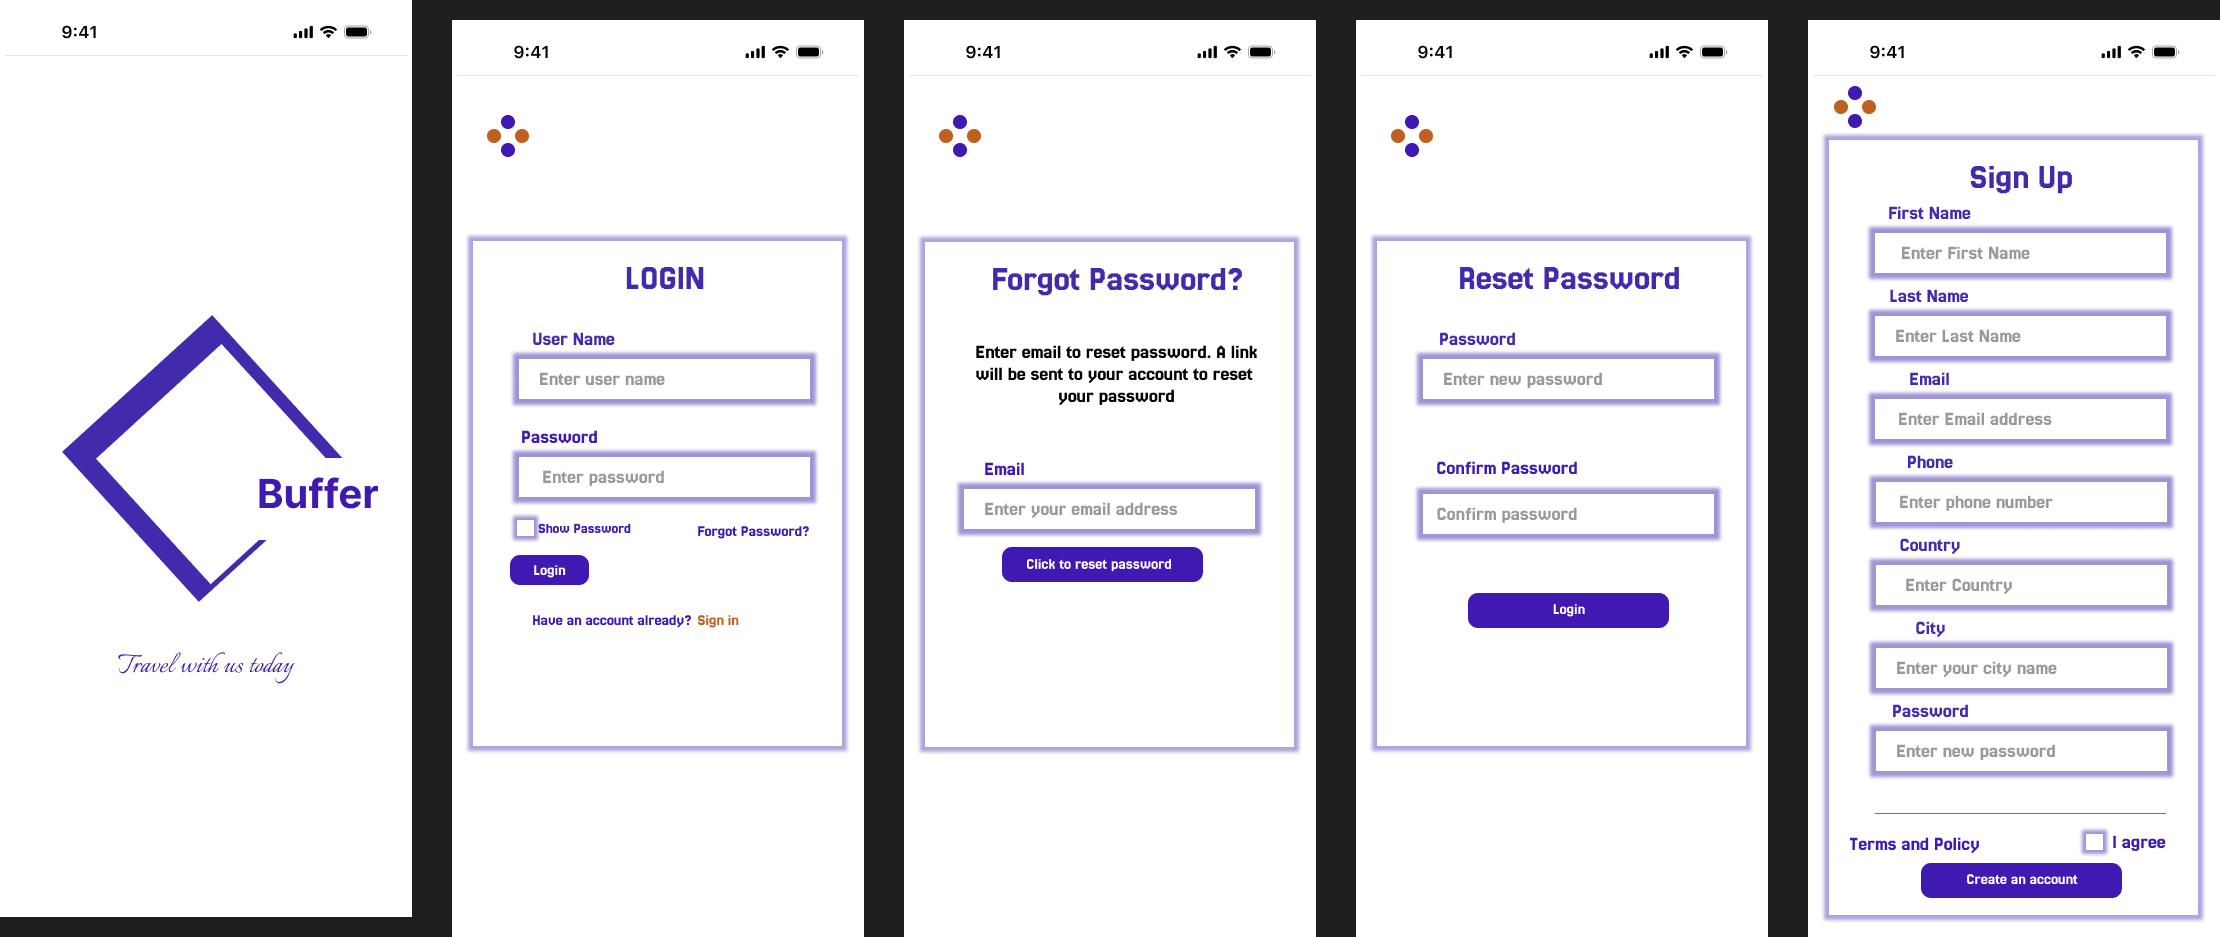 9:41
Buffer
Travel with us today
9:41
LOGIN
User Name
Enter user name
Password
Enter password
Show Password
Forgot Password?
Login
Have an account already? Sign in
9:41
Forgot Password?
Enter email to reset password. A link
will be sent to your account to reset
your password
Email
Enter your email address
Click to reset password
9:41
Reset Password
Password
Enter new password
Confirm Password
Confirm password
Login
9:41
Sign Up
First Name
Enter First Name
Last Name
Enter Last Name
Email
Enter Email address
Phone
Enter phone number
Country
Enter Country
City
Enter your city name
Password
Enter new password
Terms and Policy
I agree
Create an account